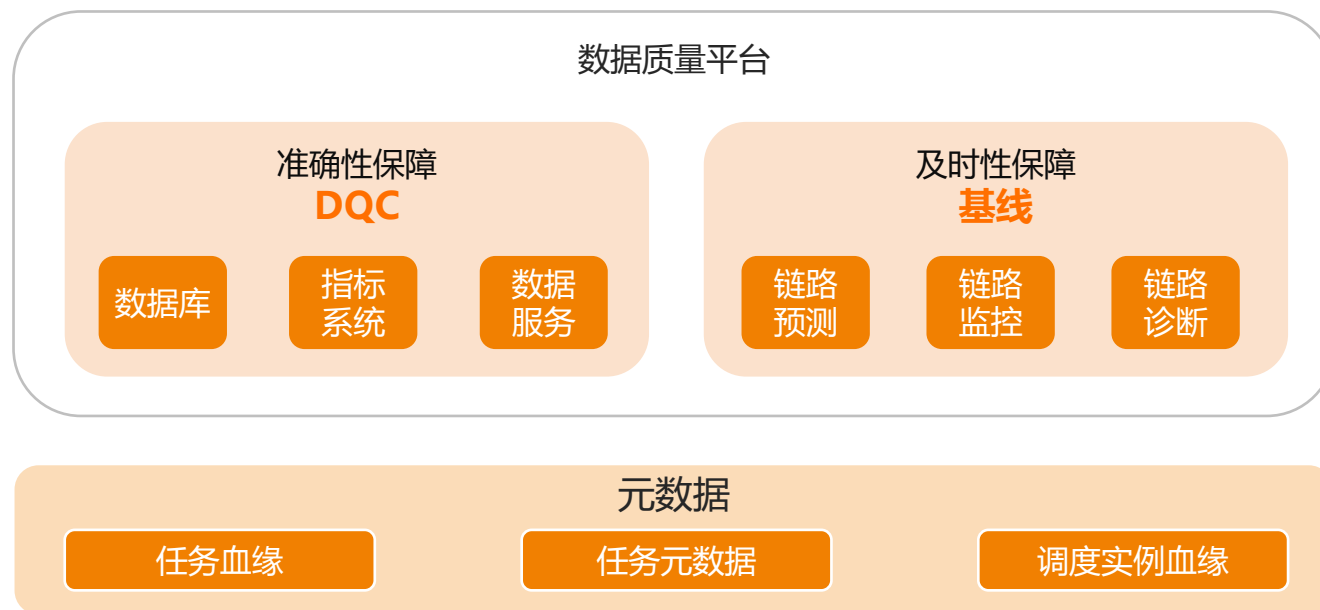 数据质量平台
准确性保障
DQC
数据库
指标
系统
数据
服务
及时性保障
基线
链路
预测
链路
监控
链路
诊断
元数据
任务血缘
任务元数据
调度实例血缘